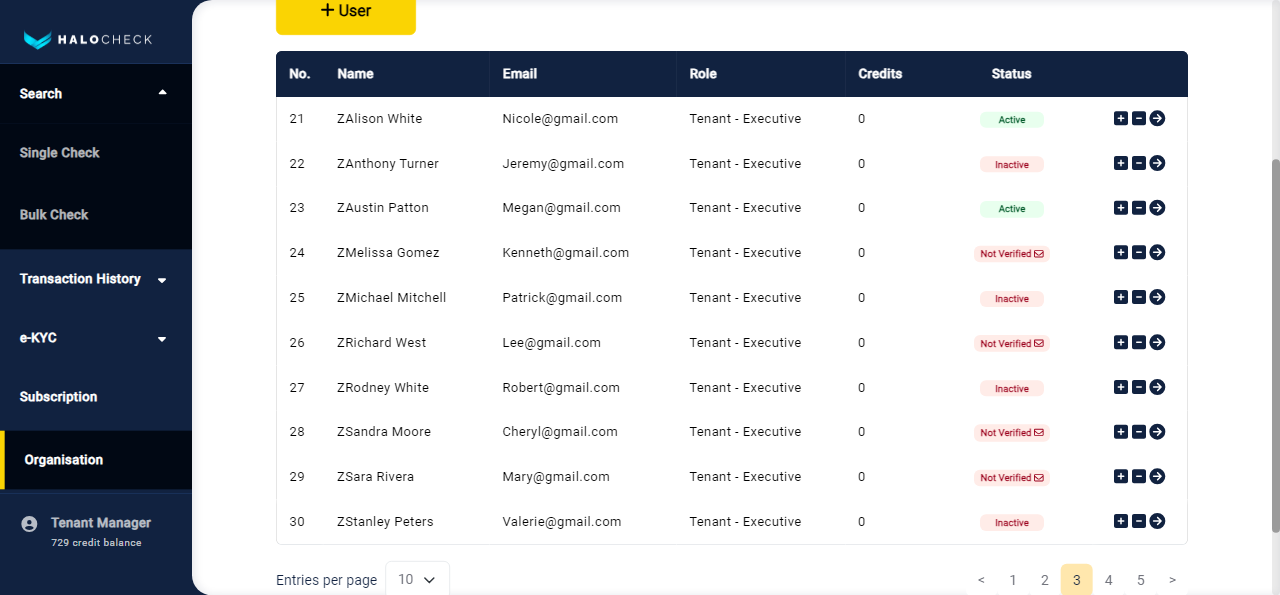 HALOCHECK
Search
Single Check
Bulk Check
Transaction History
e-KYC
Subscription
Organisation
Tenant Manager
729 credit balance
+ User
No. Name Email Role Credits Status
21 ZAlison White Nicole@gmail.com Tenant - Executive 0 Active
22 ZAnthony Turner Jeremy@gmail.com Tenant - Executive 0 Inactive
23 ZAustin Patton Megan@gmail.com Tenant - Executive 0 Active
24 ZMelissa Gomez Kenneth@gmail.com Tenant - Executive 0 Not Verified
25 ZMichael Mitchell Patrick@gmail.com Tenant - Executive 0 Inactive
26 ZRichard West Lee@gmail.com Tenant - Executive 0 Not Verified
27 ZRodney White Robert@gmail.com Tenant - Executive 0 Inactive
28 ZSandra Moore Cheryl@gmail.com Tenant - Executive 0 Not Verified
29 ZSara Rivera Mary@gmail.com Tenant - Executive 0 Not Verified
30 ZStanley Peters Valerie@gmail.com Tenant - Executive 0 Inactive
Entries per page 10 < 1 2 3 4 5 >